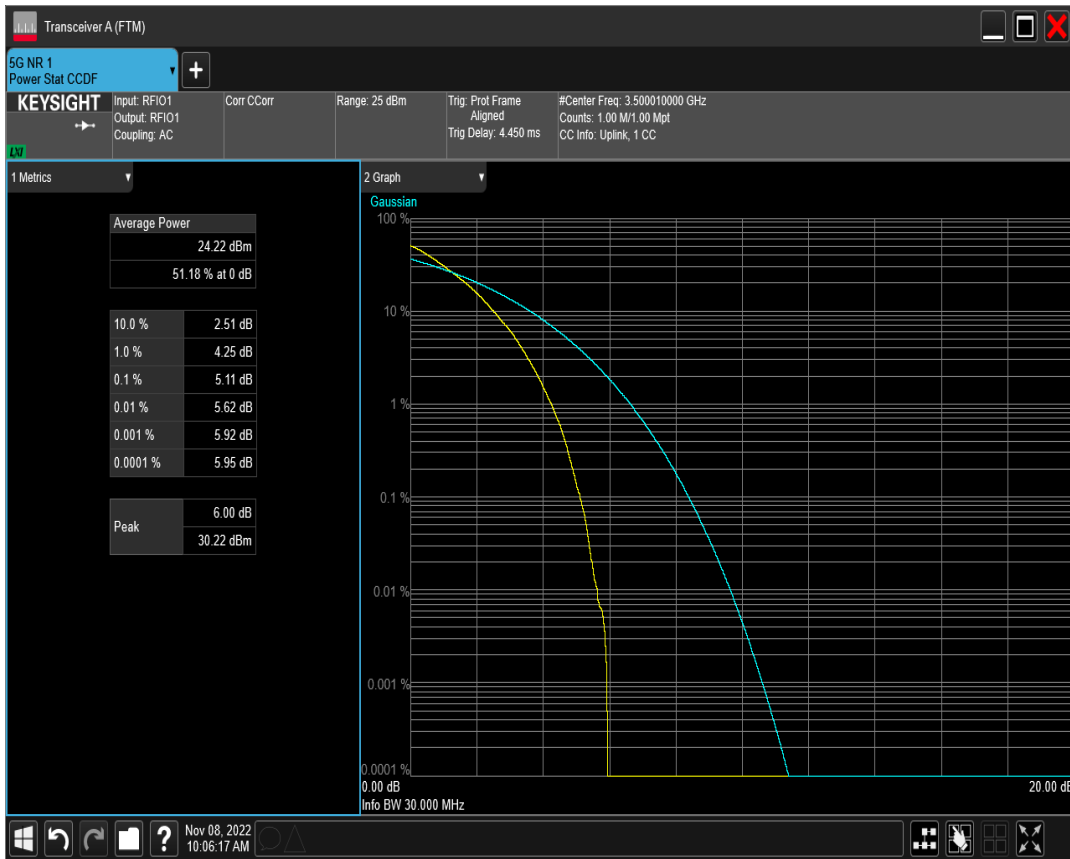 Transceiver A (FTM)
5G NR 1
Power Stat CCDF
KEYSIGHT
LXI
Input: RFIO1
Output: RFIO1
Coupling: AC
Corr CCorr
Range: 25 dBm
Trig: Prot Frame
Aligned
Trig Delay: 4.450 ms
#Center Freq: 3.500010000 GHz
Counts: 1.00 M/1.00 Mpt
CC Info: Uplink, 1 CC
1 Metrics
Average Power
24.22 dBm
51.18 % at 0 dB
10.0 % 2.51 dB
1.0 % 4.25 dB
0.1 % 5.11 dB
0.01 % 5.62 dB
0.001 % 5.92 dB
0.0001 % 5.95 dB
Peak
6.00 dB
30.22 dBm
2 Graph
Gaussian
100 %
10 %
1 %
0.1 %
0.01 %
0.001 %
0.0001 %
0.00 dB 20.00 dB
Info BW 30.000 MHz
Nov 08, 2022
10:06:17 AM